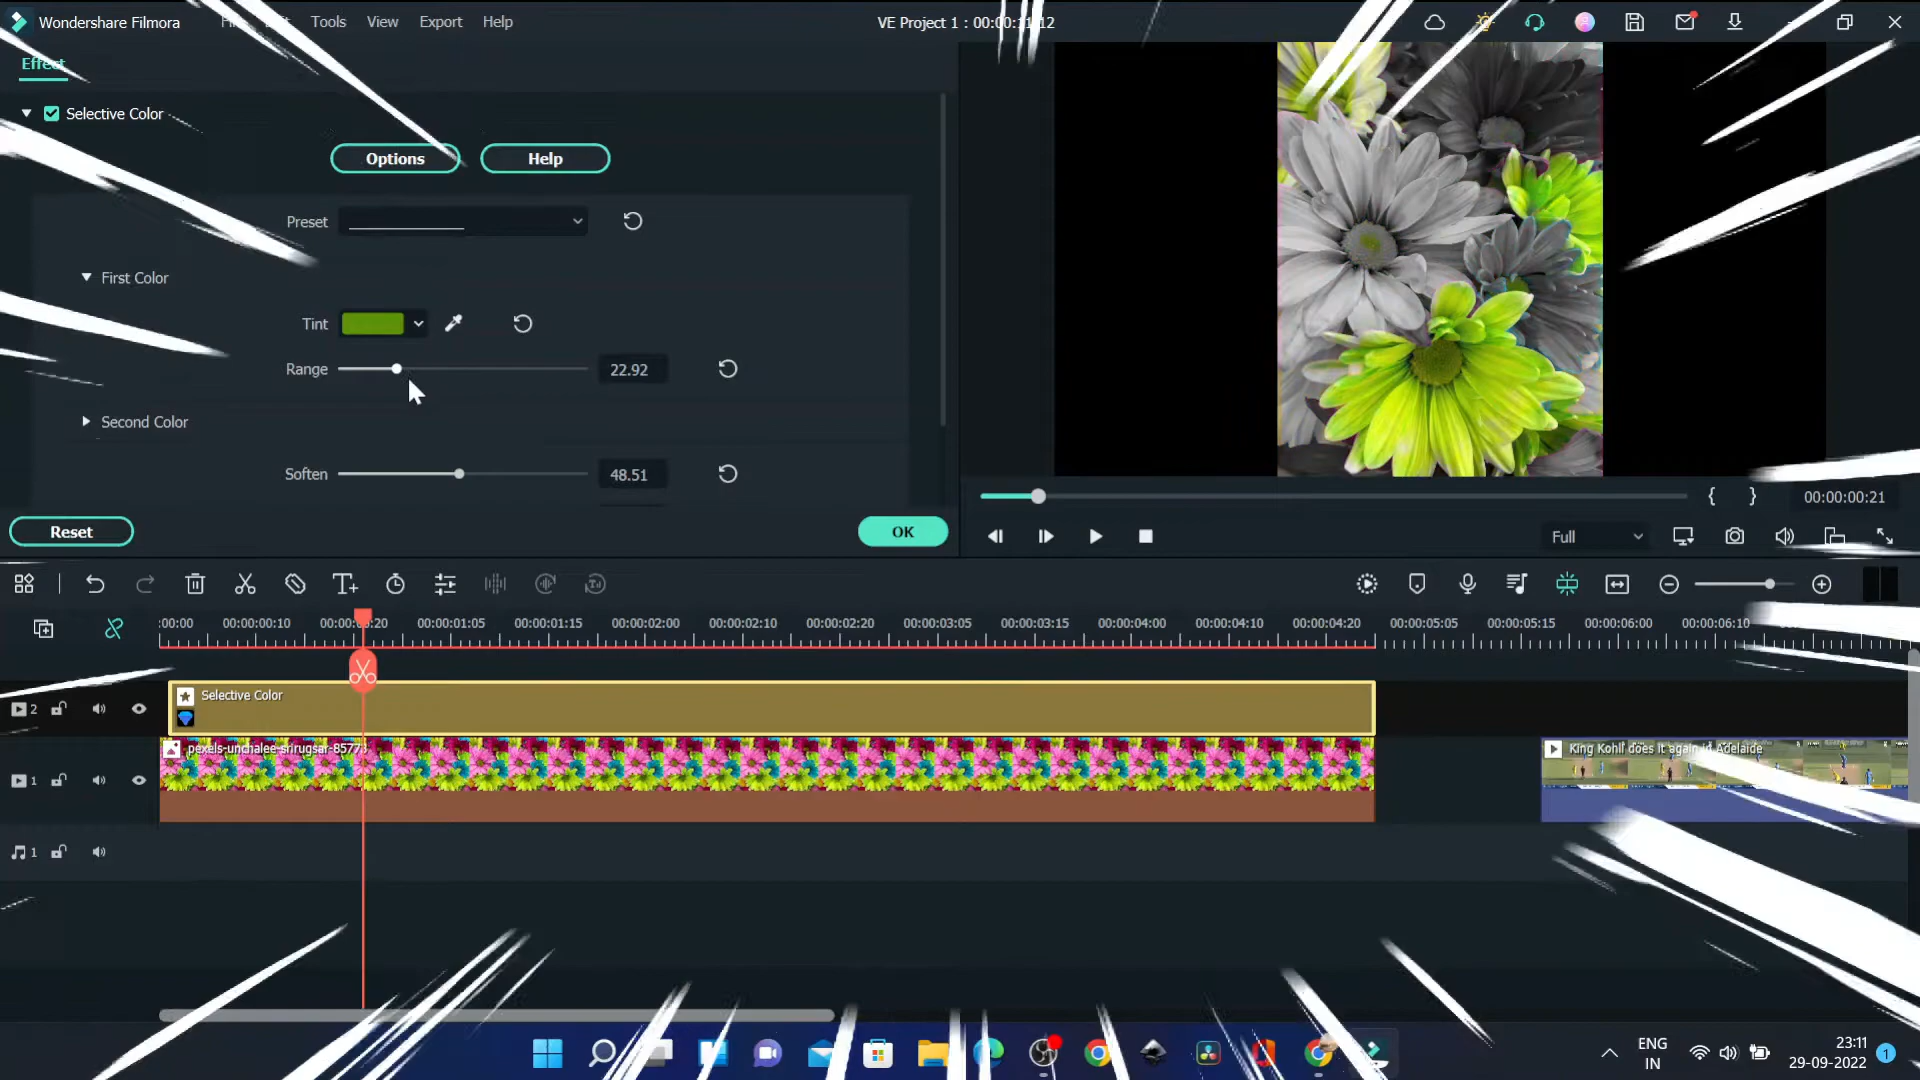 Wondershare Filmora
Tools
View
Export
Help
VE Project 1 : 00:00:11:12
Effect
Selective Color
Options
Help
Preset
First Color
Tint
Range
22.92
Second Color
Soften
48.51
Reset
OK
{ } 00:00:00:21
Full
:00:00
00:00:00:10
00:00:01:05
00:00:01:15
00:00:02:00
00:00:02:10
00:00:02:20
00:00:03:05
00:00:03:15
00:00:04:00
00:00:04:10
00:00:04:20
00:00:05:05
00:00:05:15
00:00:06:00
00:00:06:10
2
Selective Color
pexels-unchalee-srirugsar-8577
1
King Kohli does it again in Adelaide
1
ENG
IN
23:11
29-09-2022
1